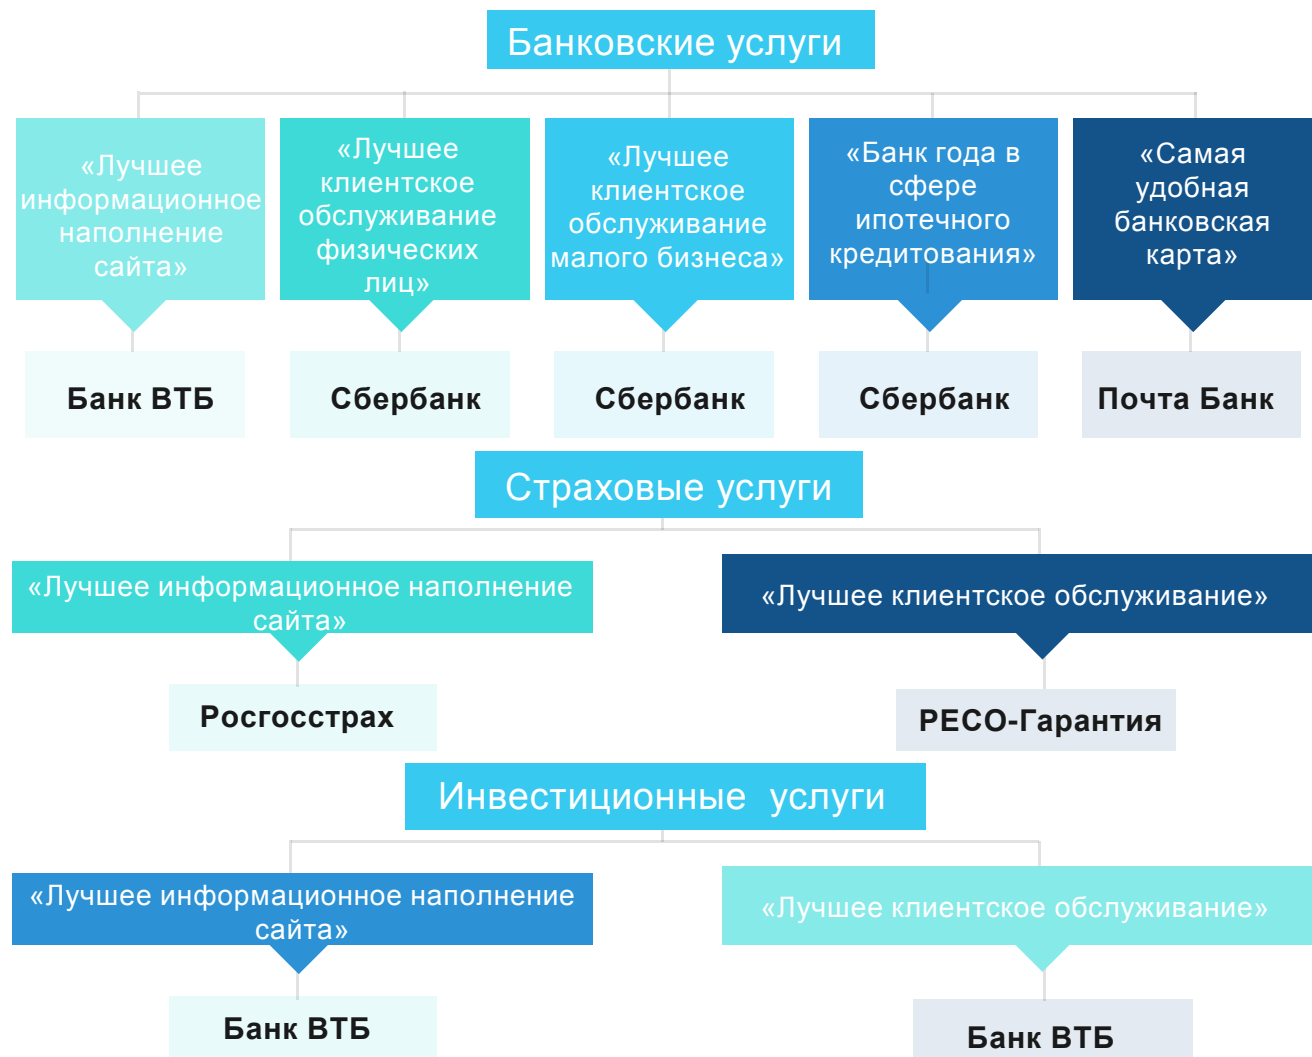 Банковские услуги
«Лучшее
информационное
наполнение
сайта»
«Лучшее
клиентское
обслуживание
физических
лиц»
«Лучшее
клиентское
обслуживание
малого бизнеса»
«Банк года в
сфере
ипотечного
кредитования»
«Самая
удобная
банковская
карта»
Банк ВТБ
Сбербанк
Сбербанк
Сбербанк
Почта Банк
Страховые услуги
«Лучшее информационное наполнение
сайта»
«Лучшее клиентское обслуживание»
Росгосстрах
РЕСО-Гарантия
Инвестиционные услуги
«Лучшее информационное наполнение
сайта»
«Лучшее клиентское обслуживание»
Банк ВТБ
Банк ВТБ